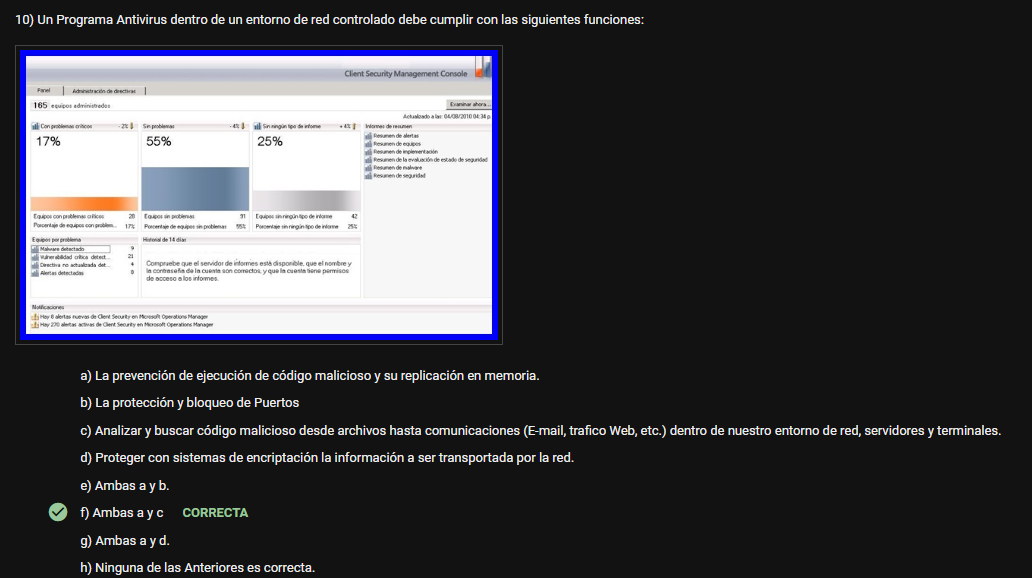 10) Un Programa Antivirus dentro de un entorno de red controlado debe cumplir con las siguientes funciones:
Client Security Management Console
Panel Administración de directivas
165 equipos administrados Examinar ahora...
Actualizado a las: 04/08/2010 04:34 p
Con problemas críticos - 2% Sin problemas - 4% Sin ningún tipo de informe + 4% Informes de resumen
17% 55% 25%
Resumen de alertas
Resumen de equipos
Resumen de implementación
Resumen de la evaluación de estado de seguridad
Resumen de malware
Resumen de seguridad
Equipos con problemas críticos 28 Equipos sin problemas 91 Equipos sin ningún tipo de informe 42
Porcentaje de equipos con problem... 17% Porcentaje de equipos sin problemas 55% Porcentaje sin ningún tipo de informe 25%
Equipos por problema Historial de 14 días
Malware detectado 9
Vulnerabilidad crítica detect... 21
Directiva no actualizada det... 4
Alertas detectadas 8
Compruebe que el servidor de informes está disponible, que el nombre y
la contraseña de la cuenta son correctos, y que la cuenta tiene permisos
de acceso a los informes.
Notificaciones
Hay 8 alertas nuevas de Client Security en Microsoft Operations Manager
Hay 270 alertas activas de Client Security en Microsoft Operations Manager
a) La prevención de ejecución de código malicioso y su replicación en memoria.
b) La protección y bloqueo de Puertos
c) Analizar y buscar código malicioso desde archivos hasta comunicaciones (E-mail, trafico Web, etc.) dentro de nuestro entorno de red, servidores y terminales.
d) Proteger con sistemas de encriptación la información a ser transportada por la red.
e) Ambas a y b.
f) Ambas a y c CORRECTA
g) Ambas a y d.
h) Ninguna de las Anteriores es correcta.